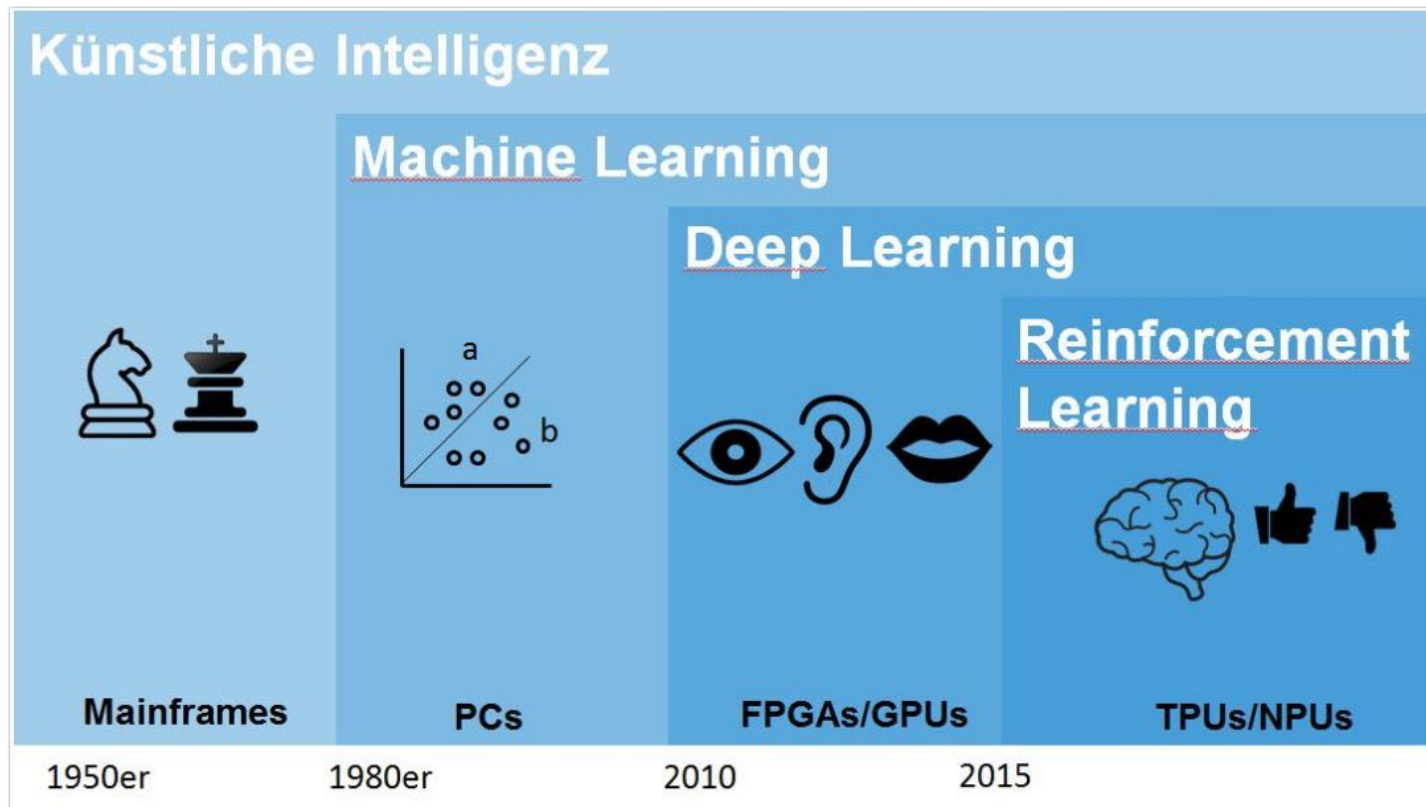 Künstliche Intelligenz
Machine Learning
Deep Learning
Reinforcement
Learning
a
b
Mainframes
PCs
FPGAs/GPUs
TPUs/NPUs
1950er
1980er
2010
2015